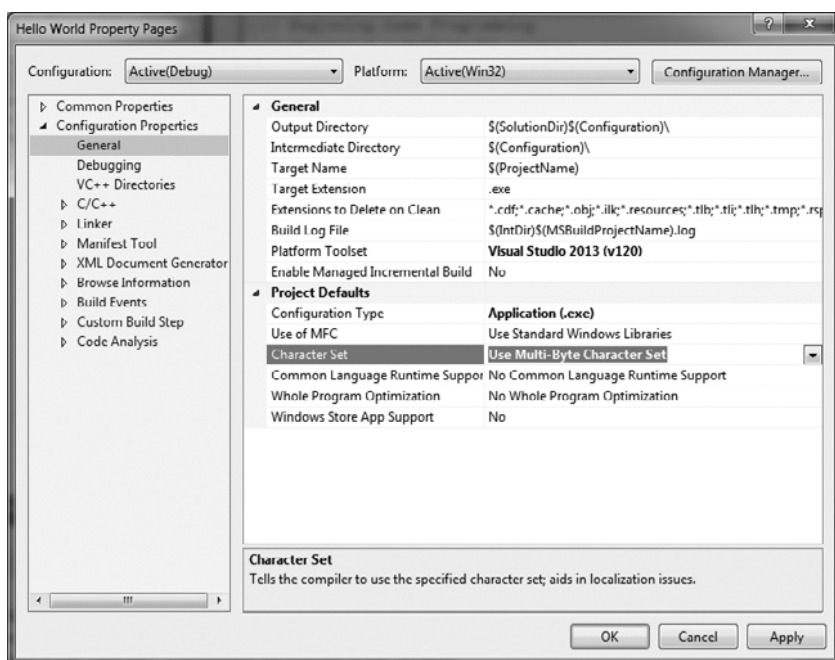 Hello World Property Pages
Configuration: Active(Debug) Platform: Active(Win32) Configuration Manager...
Common Properties
Configuration Properties
General
Debugging
VC++ Directories
C/C++
Linker
Manifest Tool
XML Document Generator
Browse Information
Build Events
Custom Build Step
Code Analysis
General
Output Directory $(SolutionDir)$(Configuration)\
Intermediate Directory $(Configuration)\
Target Name $(ProjectName)
Target Extension .exe
Extensions to Delete on Clean *.cdf;*.cache;*.obj;*.ilk;*.resources;*.tlb;*.tli;*.tlh;*.tmp;*.rsp
Build Log File $(IntDir)$(MSBuildProjectName).log
Platform Toolset Visual Studio 2013 (v120)
Enable Managed Incremental Build No
Project Defaults
Configuration Type Application (.exe)
Use of MFC Use Standard Windows Libraries
Character Set Use Multi-Byte Character Set
Common Language Runtime Suppor No Common Language Runtime Support
Whole Program Optimization No Whole Program Optimization
Windows Store App Support No
Character Set
Tells the compiler to use the specified character set; aids in localization issues.
OK Cancel Apply